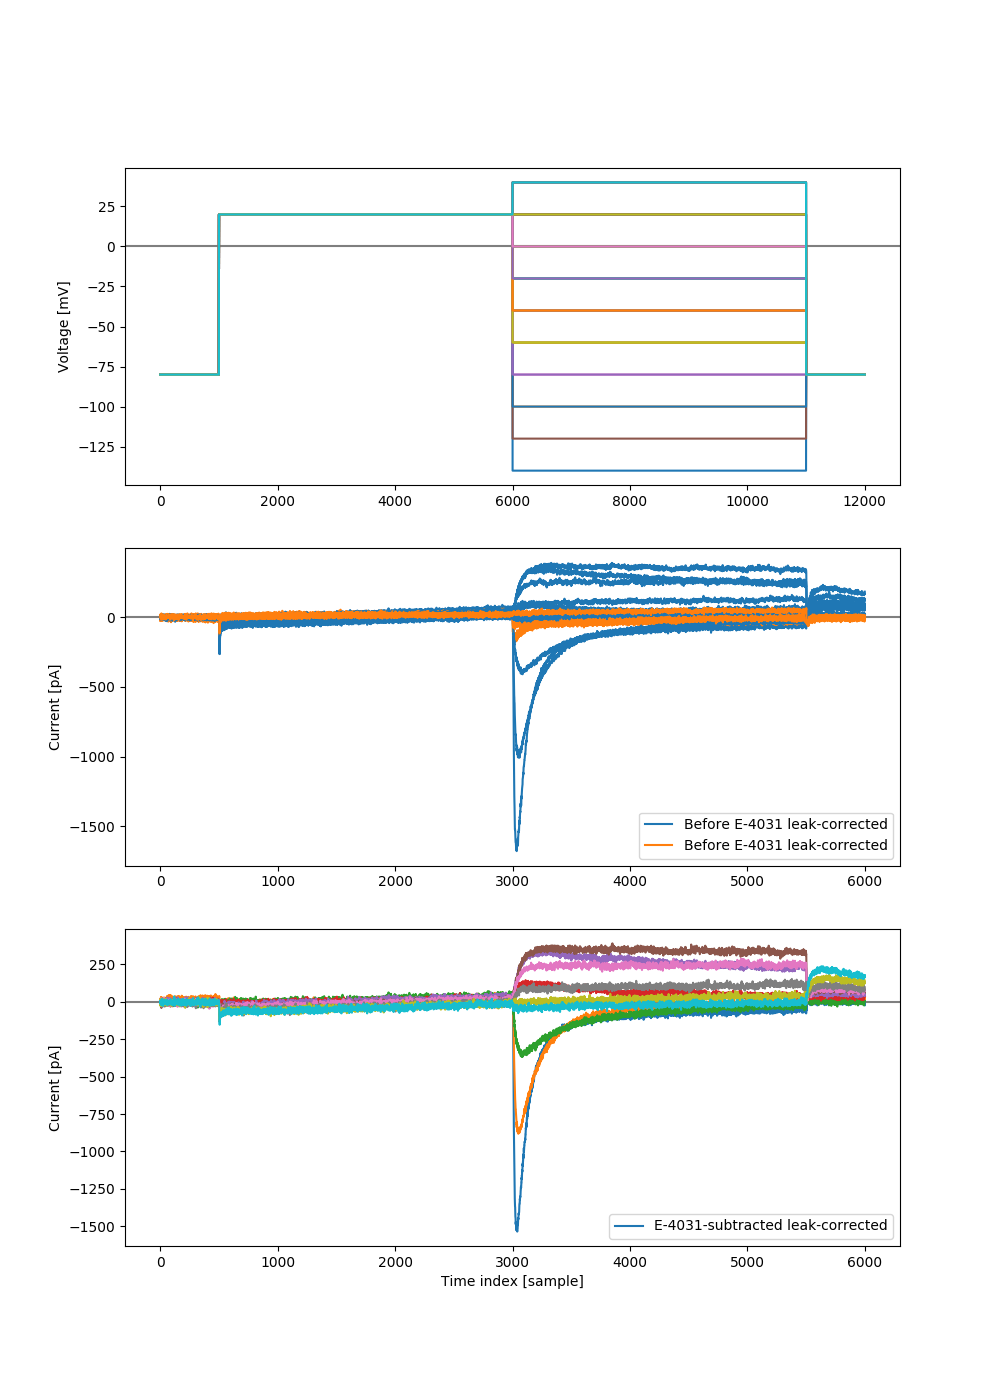 25
0
−25
−50
−75
−100
−125
Voltage [mV]
0 2000 4000 6000 8000 10000 12000
0
−500
−1000
−1500
Current [pA]
Before E-4031 leak-corrected
Before E-4031 leak-corrected
0 1000 2000 3000 4000 5000 6000
250
0
−250
−500
−750
−1000
−1250
−1500
Current [pA]
E-4031-subtracted leak-corrected
0 1000 2000 3000 4000 5000 6000
Time index [sample]